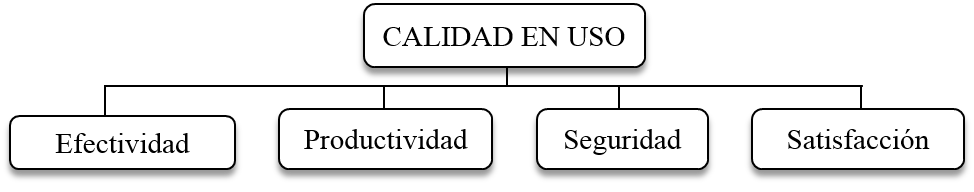 CALIDAD EN USO
Efectividad
Productividad
Seguridad
Satisfacción